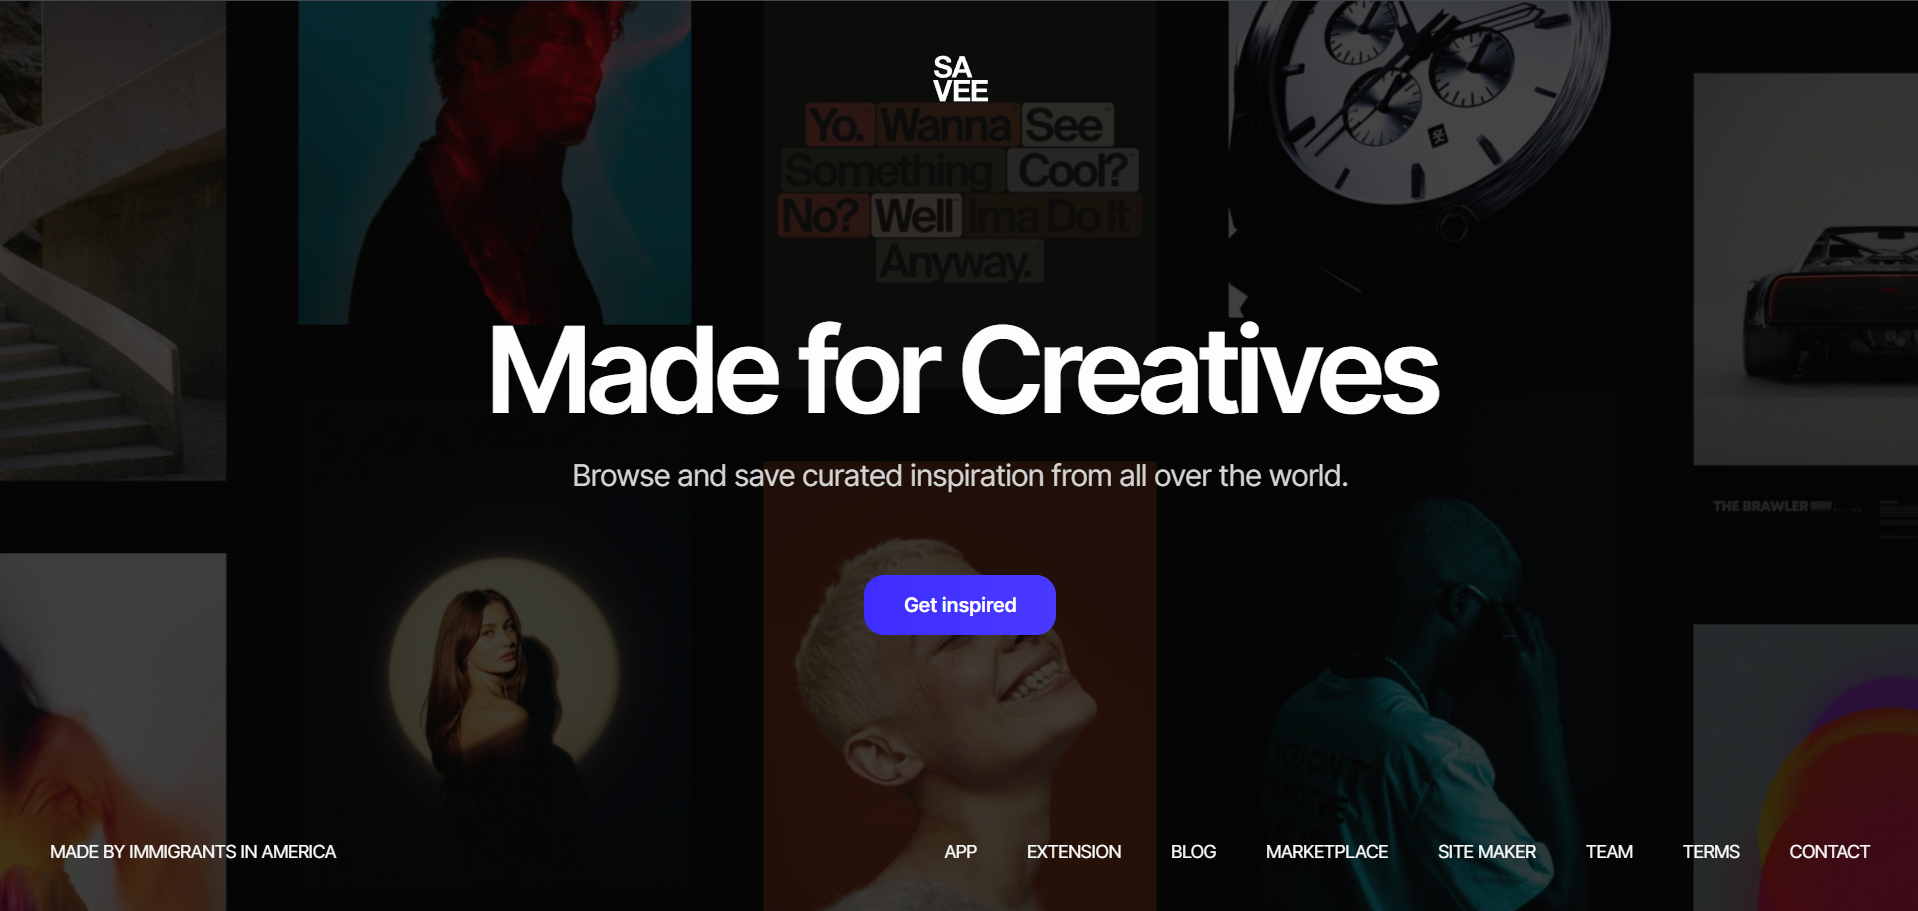 SA
VEE
Yo. Wanna See
Something Cool?
No? Well Ima Do It
Anyway.
Made for Creatives
Browse and save curated inspiration from all over the world.
THE BRAWLER
Get inspired
YOU CAN'T
MADE BY IMMIGRANTS IN AMERICA
APP EXTENSION BLOG MARKETPLACE SITE MAKER TEAM TERMS CONTACT